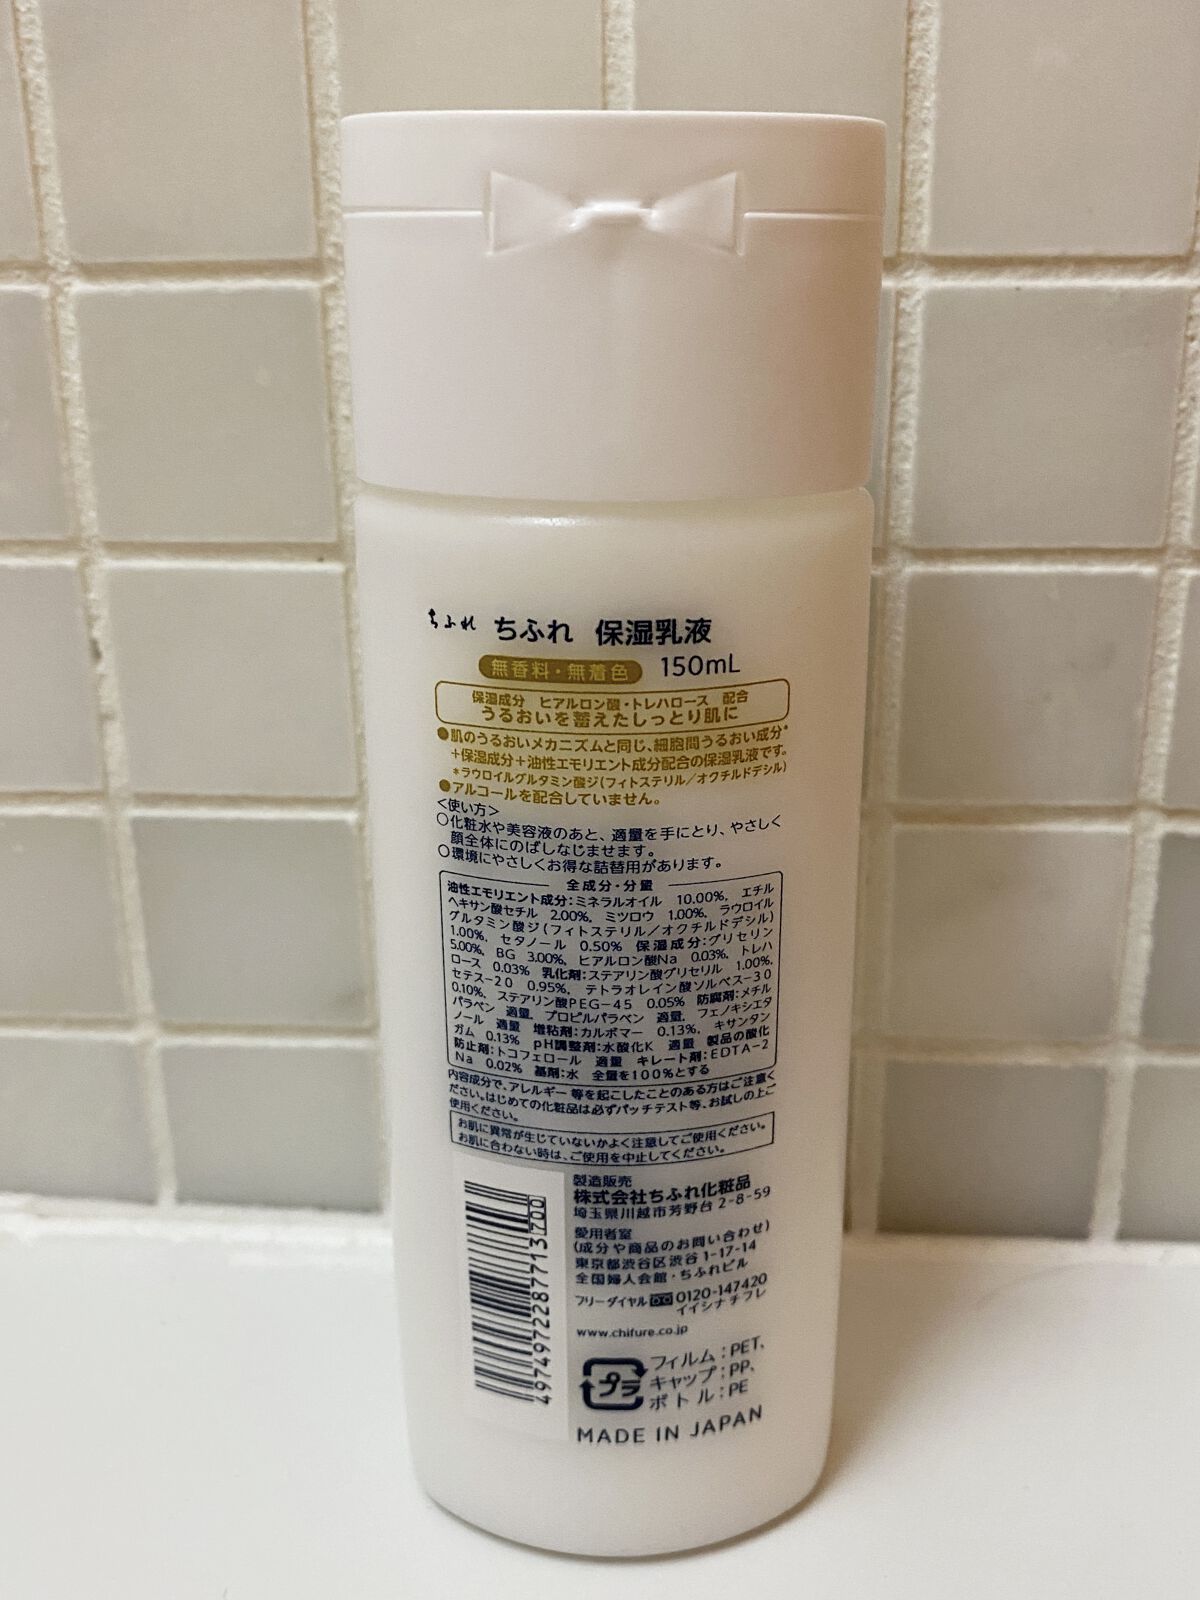 ちふれ ちふれ 保湿乳液
無香料・無着色 150mL
保湿成分 ヒアルロン酸・トレハロース 配合
うるおいを蓄えたしっとり肌に
●肌のうるおいメカニズムと同じ、細胞間うるおい成分*
+保湿成分+油性エモリエント成分配合の保湿乳液です。
*ラウロイルグルタミン酸ジ(フィトステリル/オクチルドデシル)
●アルコールを配合していません。
<使い方>
○化粧水や美容液のあと、適量を手にとり、やさしく
顔全体にのばしなじませます。
○環境にやさしくお得な詰替用があります。
全成分・分量
油性エモリエント成分:ミネラルオイル 10.00%, エチル
ヘキサン酸セチル 2.00%, ミツロウ 1.00%, ラウロイル
グルタミン酸ジ(フィトステリル/オクチルドデシル)
1.00%, セタノール 0.50% 保湿成分:グリセリン
5.00%, BG 3.00%, ヒアルロン酸Na 0.03%, トレハ
ロース 0.03% 乳化剤:ステアリン酸グリセリル 1.00%,
セテス-20 0.95%, テトラオレイン酸ソルベス-30
0.10%, ステアリン酸PEG-45 0.05% 防腐剤:メチル
パラベン 適量, プロピルパラベン 適量, フェノキシエタ
ノール 適量 増粘剤:カルボマー 0.13%, キサンタン
ガム 0.13% pH調整剤:水酸化K 適量 製品の酸化
防止剤:トコフェロール 適量 キレート剤:EDTA-2
Na 0.02% 基剤:水 全量を100%とする
内容成分で、アレルギー等を起こしたことのある方はご注意く
ださい。はじめての化粧品は必ずパッチテスト等、お試しの上ご
使用ください。
お肌に異常が生じていないかよく注意してご使用ください。
お肌に合わない時は、ご使用を中止してください。
製造販売
株式会社ちふれ化粧品
埼玉県川越市芳野台2-8-59
愛用者室
(成分や商品のお問い合わせ)
東京都渋谷区渋谷1-17-14
全国婦人会館・ちふれビル
フリーダイヤル 0120-147420
イイシナ チフレ
www.chifure.co.jp
プラ
フィルム:PET,
キャップ:PP,
ボトル:PE
MADE IN JAPAN
4974972287713700